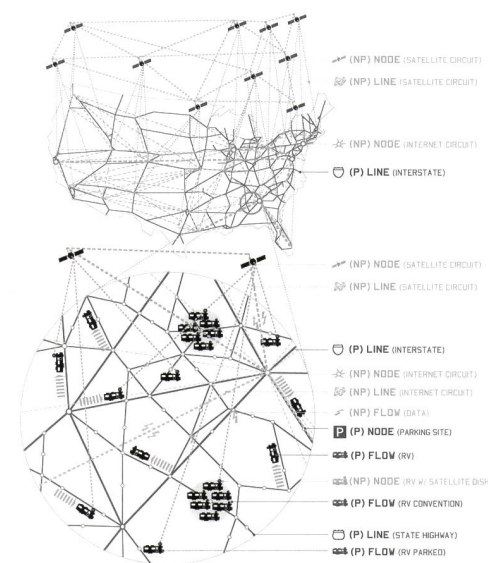 (NP) NODE (SATELLITE CIRCUIT)
(NP) LINE (SATELLITE CIRCUIT)
(NP) NODE (INTERNET CIRCUIT)
(P) LINE (INTERSTATE)
(NP) NODE (SATELLITE CIRCUIT)
(NP) LINE (SATELLITE CIRCUIT)
(P) LINE (INTERSTATE)
(NP) NODE (INTERNET CIRCUIT)
(NP) LINE (INTERNET CIRCUIT)
(NP) FLOW (DATA)
P (P) NODE (PARKING SITE)
(P) FLOW (RV)
(NP) NODE (RV W/ SATELLITE DISH
(P) FLOW (RV CONVENTION)
(P) LINE (STATE HIGHWAY)
(P) FLOW (RV PARKED)